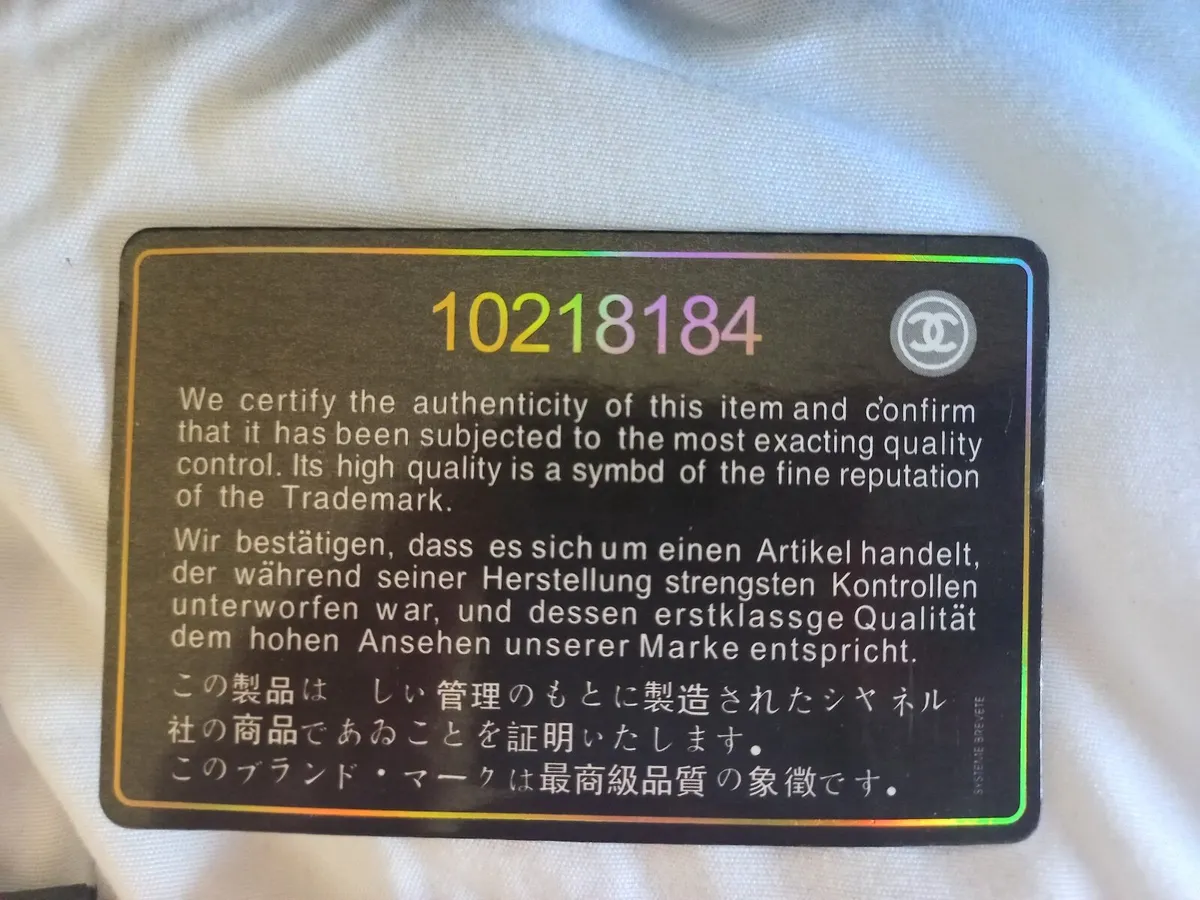 10218184
We certify the authenticity of this item and c'onfirm
that it has been subjected to the most exacting quality
control. Its high quality is a symbd of the fine reputation
of the Trademark.
Wir bestätigen, dass es sich um einen Artikel handelt,
der während seiner Herstellung strengsten Kontrollen
unterworfen war, und dessen erstklassge Qualität
dem hohen Ansehen unserer Marke entspricht.
この製品は しい管理のもとに製造されたシヤネル
社の商品であゐことを証明いたします。
このブランド・マークは最商級品質の象徴です。
SYSTEME BREVETE